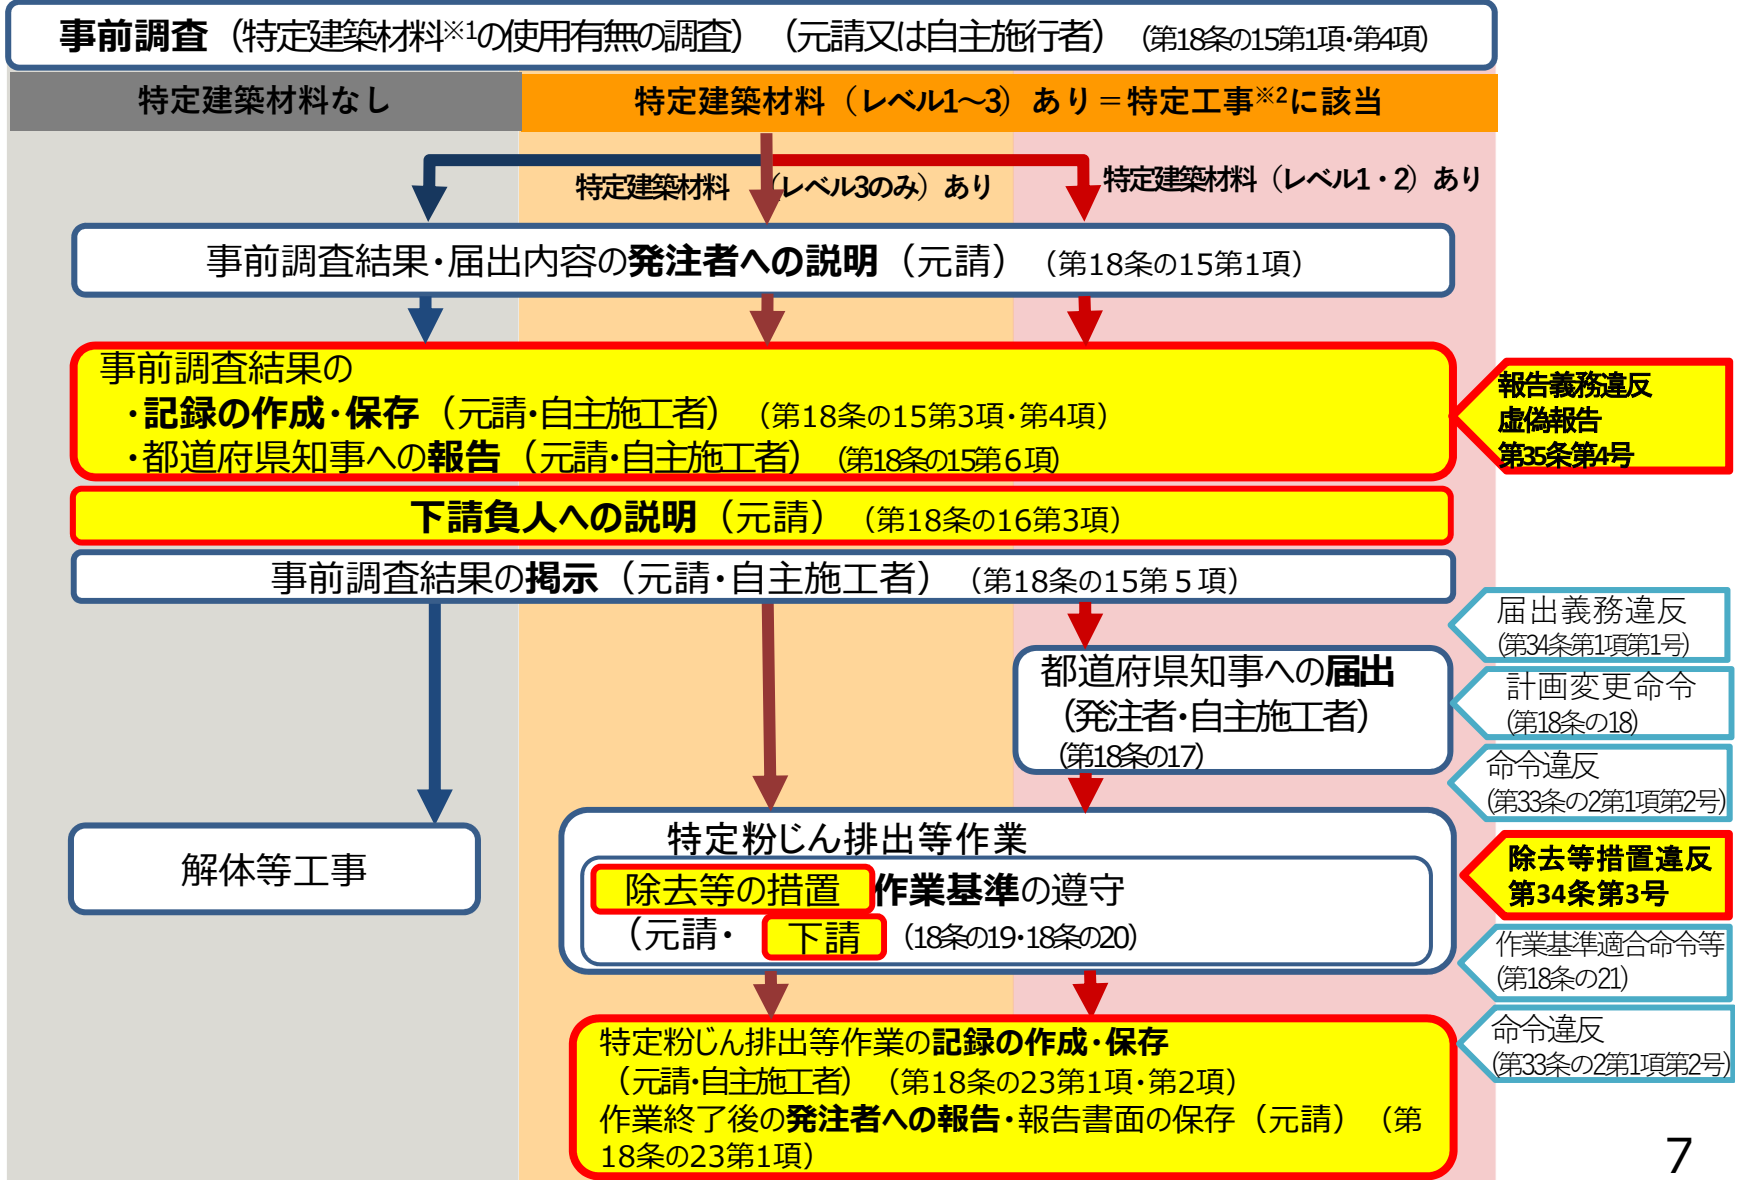 事前調査（特定建築材料※1の使用有無の調査）（元請又は自主施行者）（第18条の15第1項・第4項）
特定建築材料なし
特定建築材料（レベル1～3）あり＝特定工事※2に該当
特定建築材料（レベル3のみ）あり
特定建築材料（レベル1・2）あり
事前調査結果・届出内容の発注者への説明（元請）（第18条の15第1項）
事前調査結果の
・記録の作成・保存（元請・自主施工者）（第18条の15第3項・第4項）
・都道府県知事への報告（元請・自主施工者）（第18条の15第６項）
報告義務違反
虚偽報告
第35条第4号
下請負人への説明（元請）（第18条の16第3項）
事前調査結果の掲示（元請・自主施工者）（第18条の15第５項）
届出義務違反
(第34条第1項第1号)
都道府県知事への届出
（発注者・自主施工者）
(第18条の17)
計画変更命令
(第18条の18)
命令違反
(第33条の2第1項第2号)
解体等工事
特定粉じん排出等作業
除去等の措置 作業基準の遵守
（元請・ 下請 （18条の19・18条の20）
除去等措置違反
第34条第3号
作業基準適合命令等
(第18条の21)
命令違反
(第33条の2第1項第2号)
特定粉じん排出等作業の記録の作成・保存
（元請・自主施工者）（第18条の23第1項・第2項）
作業終了後の発注者への報告・報告書面の保存（元請）（第
18条の23第1項）
7